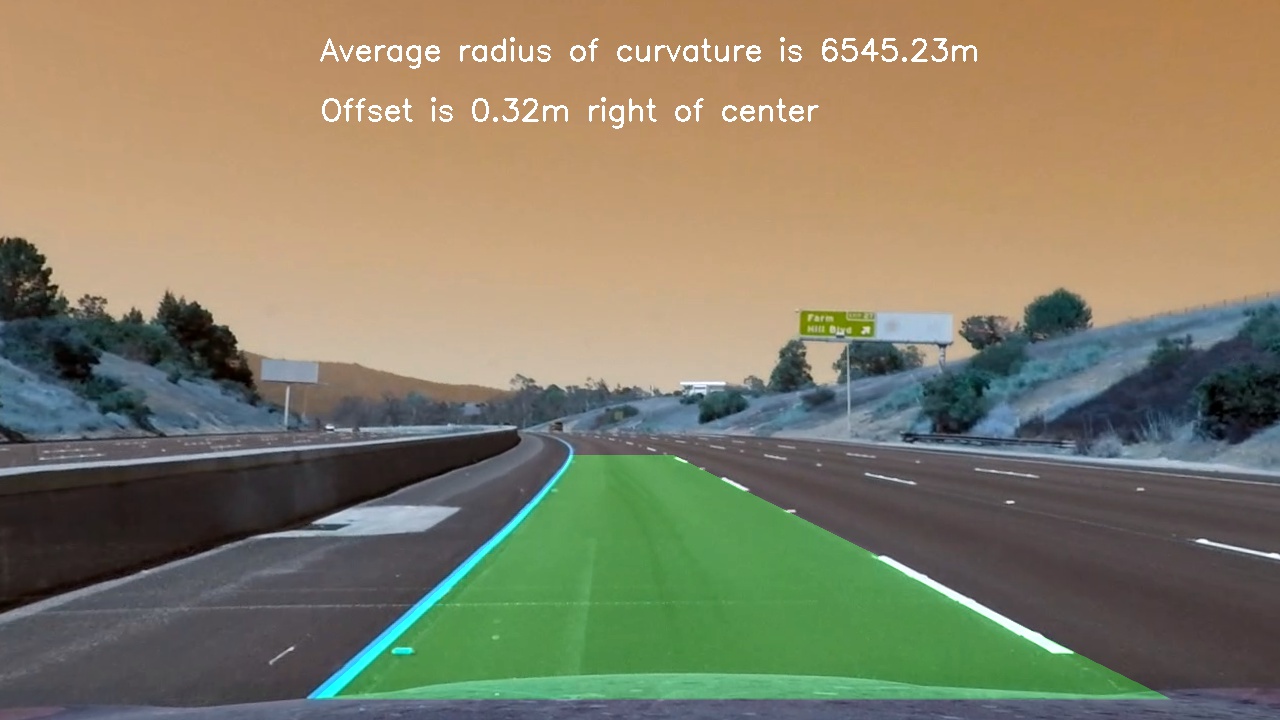 Average radius of curvature is 6545.23m
Offset is 0.32m right of center
Farm
Hill Blvd